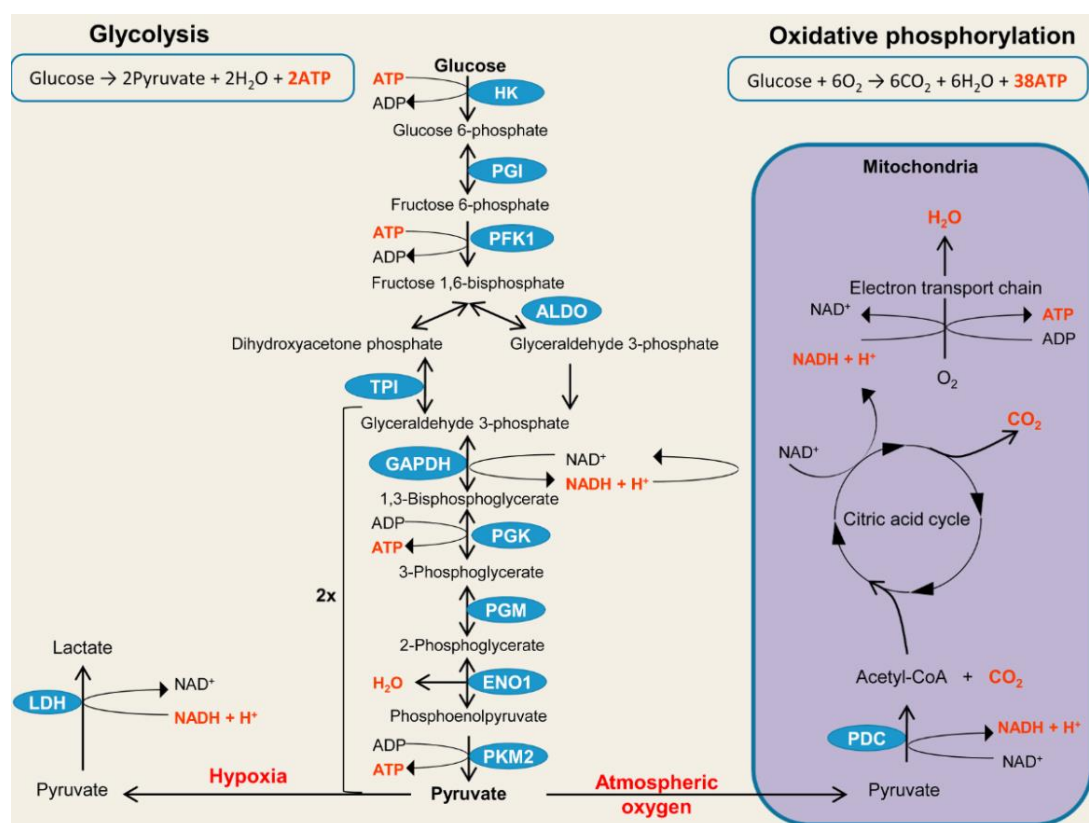 Glycolysis
Glucose → 2Pyruvate + 2H₂O + 2ATP
Oxidative phosphorylation
Glucose + 6O₂ → 6CO₂ + 6H₂O + 38ATP
Glucose
ATP
ADP
HK
Glucose 6-phosphate
PGI
Fructose 6-phosphate
ATP
ADP
PFK1
Fructose 1,6-bisphosphate
ALDO
Dihydroxyacetone phosphate
Glyceraldehyde 3-phosphate
TPI
Glyceraldehyde 3-phosphate
GAPDH
NAD⁺
NADH + H⁺
1,3-Bisphosphoglycerate
ADP
ATP
PGK
3-Phosphoglycerate
2x
PGM
2-Phosphoglycerate
H₂O
ENO1
Phosphoenolpyruvate
ADP
ATP
PKM2
Pyruvate
Hypoxia
Lactate
LDH
NAD⁺
NADH + H⁺
Pyruvate
Atmospheric
oxygen
Mitochondria
H₂O
Electron transport chain
NAD⁺
ATP
NADH + H⁺
ADP
O₂
CO₂
NAD⁺
Citric acid cycle
Acetyl-CoA + CO₂
PDC
NADH + H⁺
NAD⁺
Pyruvate